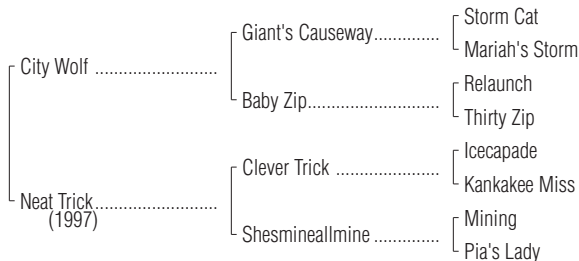 Storm Cat
Giant's Causeway..............
Mariah's Storm
City Wolf ..........................
Relaunch
Baby Zip............................
Thirty Zip
Icecapade
Clever Trick ......................
Kankakee Miss
Neat Trick..........................
(1997)
Mining
Shesmineallmine..............
Pia's Lady